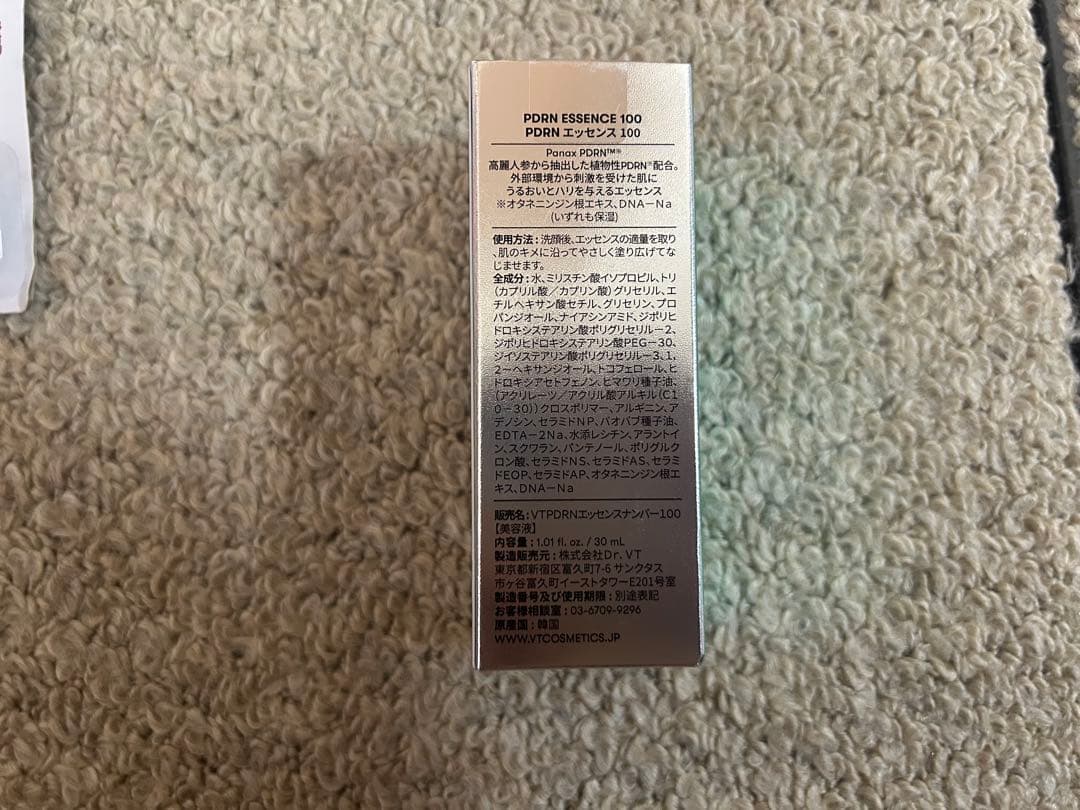 PDRN ESSENCE 100
PDRN エッセンス 100
Panax PDRN™※
高麗人参から抽出した植物性PDRN※配合。
外部環境から刺激を受けた肌に
うるおいとハリを与えるエッセンス
※オタネニンジン根エキス、DNA－Na
(いずれも保湿)
使用方法 : 洗顔後、エッセンスの適量を取り
、肌のキメに沿ってやさしく塗り広げてな
じませます。
全成分 : 水、ミリスチン酸イソプロピル、トリ
(カプリル酸／カプリン酸)グリセリル、エ
チルヘキサン酸セチル、グリセリン、プロ
パンジオール、ナイアシンアミド、ジポリヒ
ドロキシステアリン酸ポリグリセリル－2、
ジポリヒドロキシステアリン酸PEG－30、
ジイソステアリン酸ポリグリセリル－3、1,
2－ヘキサンジオール、トコフェロール、ヒ
ドロキシアセトフェノン、ヒマワリ種子油、
(アクリレーツ／アクリル酸アルキル(C1
0－30))クロスポリマー、アルギニン、ア
デノシン、セラミドNP、バオバブ種子油、
EDTA－2Na、水添レシチン、アラントイ
ン、スクワラン、パンテノール、ポリグルク
ロン酸、セラミドNS、セラミドAS、セラミ
ドEOP、セラミドAP、オタネニンジン根エ
キス、DNA－Na
販売名 : VTPDRNエッセンスナンバー100
【美容液】
内容量 : 1.01 fl. oz. / 30 mL
製造販売元 : 株式会社Dr. VT
東京都新宿区富久町7-6 サンクタス
市ヶ谷富久町イーストタワーE201号室
製造番号及び使用期限 : 別途表記
お客様相談室 : 03-6709-9296
原産国 : 韓国
WWW.VTCOSMETICS.JP